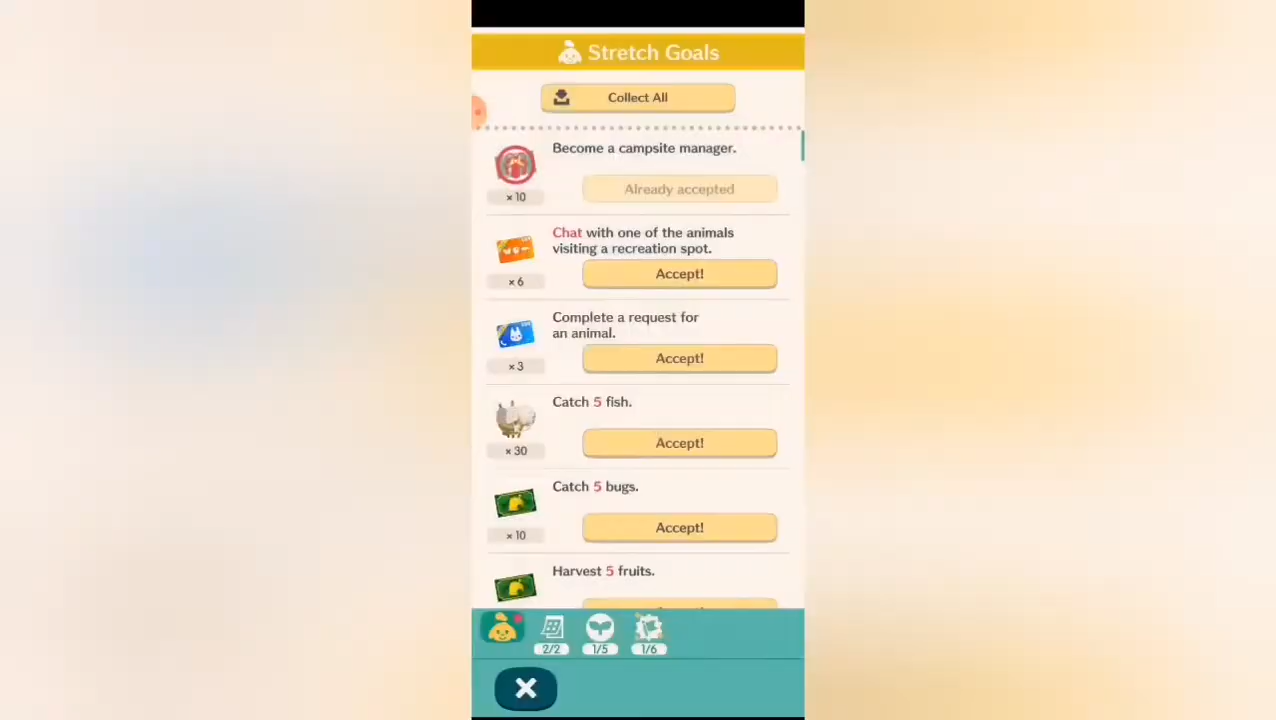 Stretch Goals
Collect All
Become a campsite manager.
×10
Already accepted
Chat with one of the animals
visiting a recreation spot.
×6
Accept!
Complete a request for
an animal.
×3
Accept!
Catch 5 fish.
×30
Accept!
Catch 5 bugs.
×10
Accept!
Harvest 5 fruits.
2/2
1/5
1/6